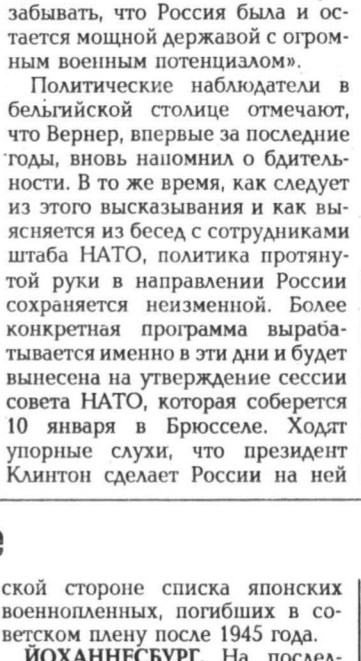 забывать, что Россия была и ос-
тается мощной державой с огром-
ным военным потенциалом».
Политические наблюдатели в
бельгийской столице отмечают,
что Вернер, впервые за последние
годы, вновь напомнил о бдитель-
ности. В то же время, как следует
из этого высказывания и как вы-
ясняется из бесед с сотрудниками
штаба НАТО, политика протяну-
той руки в направлении России
сохраняется неизменной. Более
конкретная программа выраба-
тывается именно в эти дни и будет
вынесена на утверждение сессии
совета НАТО, которая соберется
10 января в Брюсселе. Ходят
упорные слухи, что президент
Клинтон сделает России на ней
е
ской стороне списка японских
военнопленных, погибших в со-
ветском плену после 1945 года.
ЙОХАННЕСБУРГ. На послед-